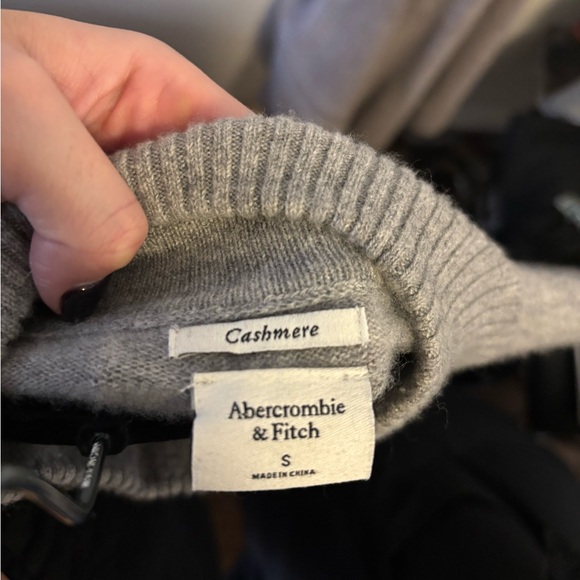 Cashmere
Abercrombie
& Fitch
S
MADE IN CHINA